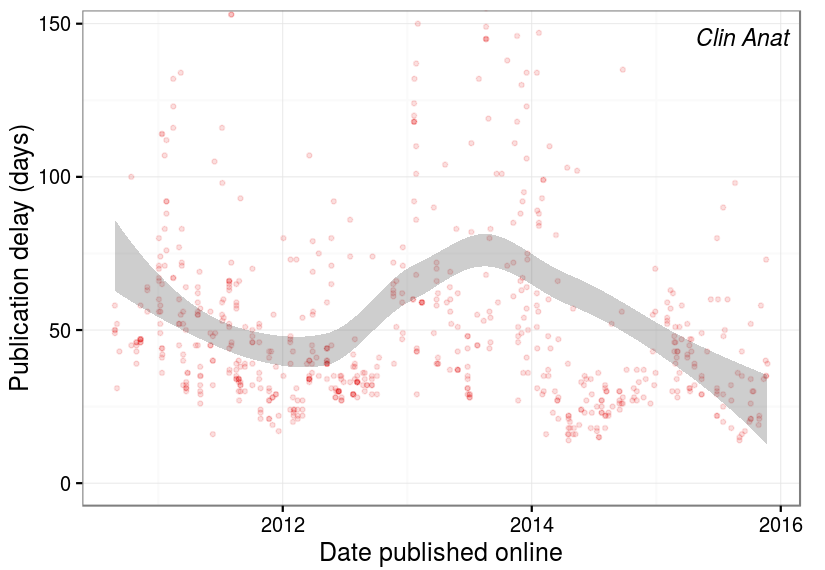 150
Clin Anat
100
50
0
Publication delay (days)
2012
2014
2016
Date published online